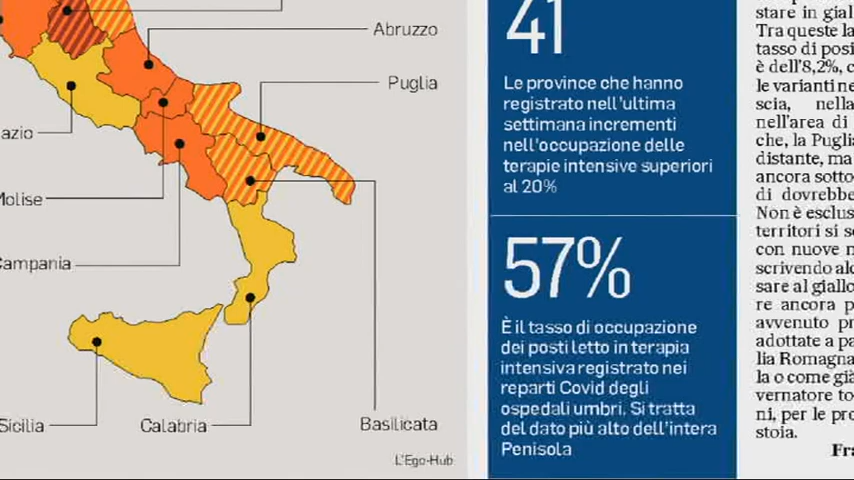 Abruzzo
Puglia
azio
Molise
Campania
Sicilia
Calabria
Basilicata
L'Ego-Hub
41
Le province che hanno
registrato nell'ultima
settimana incrementi
nell'occupazione delle
terapie intensive superiori
al 20%
57%
È il tasso di occupazione
dei posti letto in terapia
intensiva registrato nei
reparti Covid degli
ospedali umbri. Si tratta
del dato più alto dell'intera
Penisola
stare in gial
Tra queste la
tasso di posi
è dell'8,2%, c
le varianti ne
scia, nella
nell'area di
che, la Puglia
distante, ma
ancora sotto
di dovrebbe
Non è esclus
territori si so
con nuove m
scrivendo alc
sare al giallo
re ancora p
avvenuto pr
adottate a pa
lia Romagna
la o come già
vernatore to
ni, per le pro
stoia.
Fra